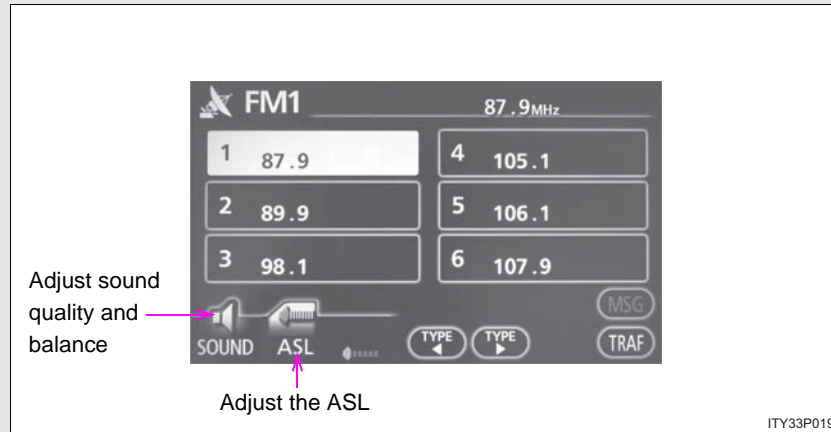 FM1
87.9MHz
1 87.9
4 105.1
2 89.9
5 106.1
3 98.1
6 107.9
Adjust sound
quality and
balance
MSG
SOUND ASL TYPE TYPE TRAF
Adjust the ASL
ITY33P019